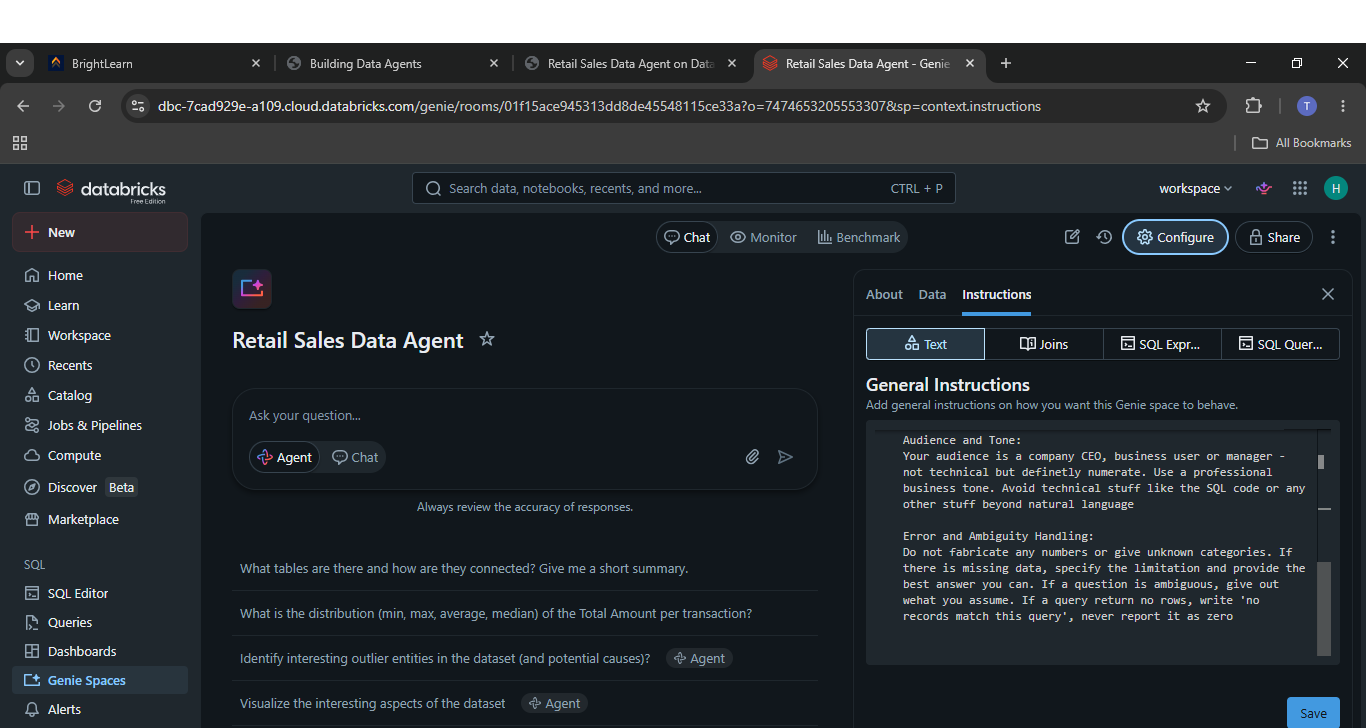 BrightLearn
Building Data Agents
Retail Sales Data Agent on Data
Retail Sales Data Agent - Genie
dbc-7cad929e-a109.cloud.databricks.com/genie/rooms/01f15ace945313dd8de45548115ce33a?o=7474653205553307&sp=context.instructions
T
All Bookmarks
databricks
Free Edition
Search data, notebooks, recents, and more...
CTRL + P
workspace
H
New
Home
Learn
Workspace
Recents
Catalog
Jobs & Pipelines
Compute
Discover Beta
Marketplace
SQL
SQL Editor
Queries
Dashboards
Genie Spaces
Alerts
Chat
Monitor
Benchmark
Configure
Share
Retail Sales Data Agent
Ask your question...
Agent
Chat
Always review the accuracy of responses.
What tables are there and how are they connected? Give me a short summary.
What is the distribution (min, max, average, median) of the Total Amount per transaction?
Identify interesting outlier entities in the dataset (and potential causes)? Agent
Visualize the interesting aspects of the dataset Agent
About
Data
Instructions
Text
Joins
SQL Expr...
SQL Quer...
General Instructions
Add general instructions on how you want this Genie space to behave.
Audience and Tone:
Your audience is a company CEO, business user or manager -
not technical but definetly numerate. Use a professional
business tone. Avoid technical stuff like the SQL code or any
other stuff beyond natural language
Error and Ambiguity Handling:
Do not fabricate any numbers or give unknown categories. If
there is missing data, specify the limitation and provide the
best answer you can. If a question is ambiguous, give out
wehat you assume. If a query return no rows, write 'no
records match this query', never report it as zero
Save